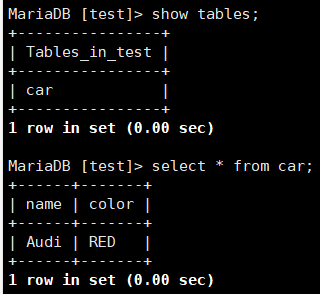 MariaDB [test]> show tables;
+----------------+
| Tables_in_test |
+----------------+
| car            |
+----------------+
1 row in set (0.00 sec)

MariaDB [test]> select * from car;
+------+-------+
| name | color |
+------+-------+
| Audi | RED   |
+------+-------+
1 row in set (0.00 sec)